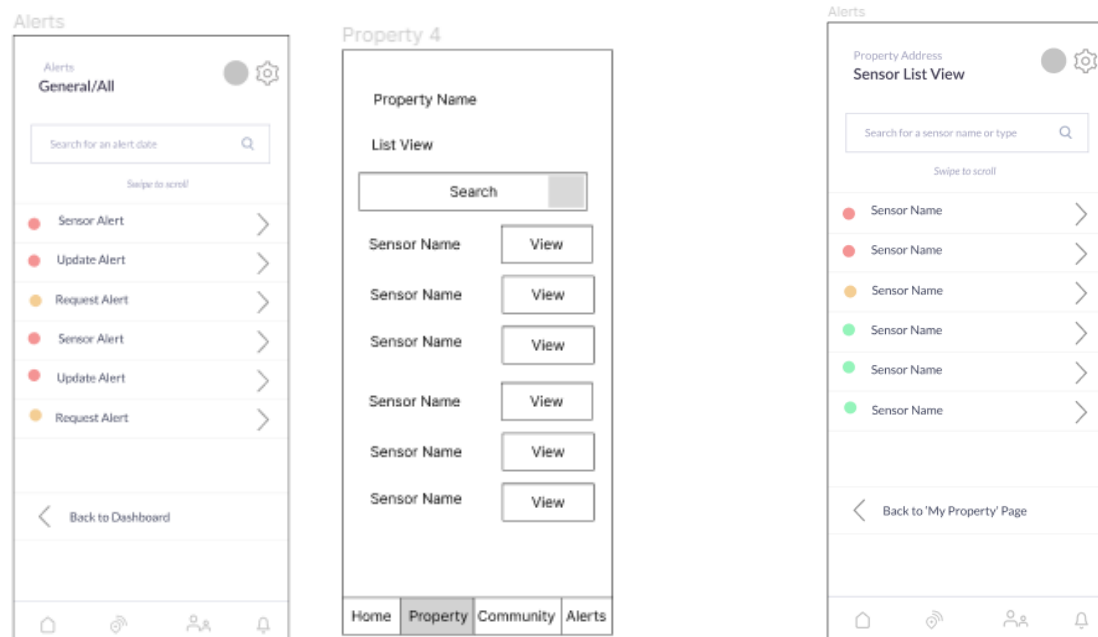 Alerts
Alerts
General/All
Search for an alert date
Swipe to scroll
Sensor Alert
Update Alert
Request Alert
Sensor Alert
Update Alert
Request Alert
Back to Dashboard
Property 4
Property Name
List View
Search
Sensor Name View
Sensor Name View
Sensor Name View
Sensor Name View
Sensor Name View
Sensor Name View
Home Property Community Alerts
Alerts
Property Address
Sensor List View
Search for a sensor name or type
Swipe to scroll
Sensor Name
Sensor Name
Sensor Name
Sensor Name
Sensor Name
Sensor Name
Back to 'My Property' Page